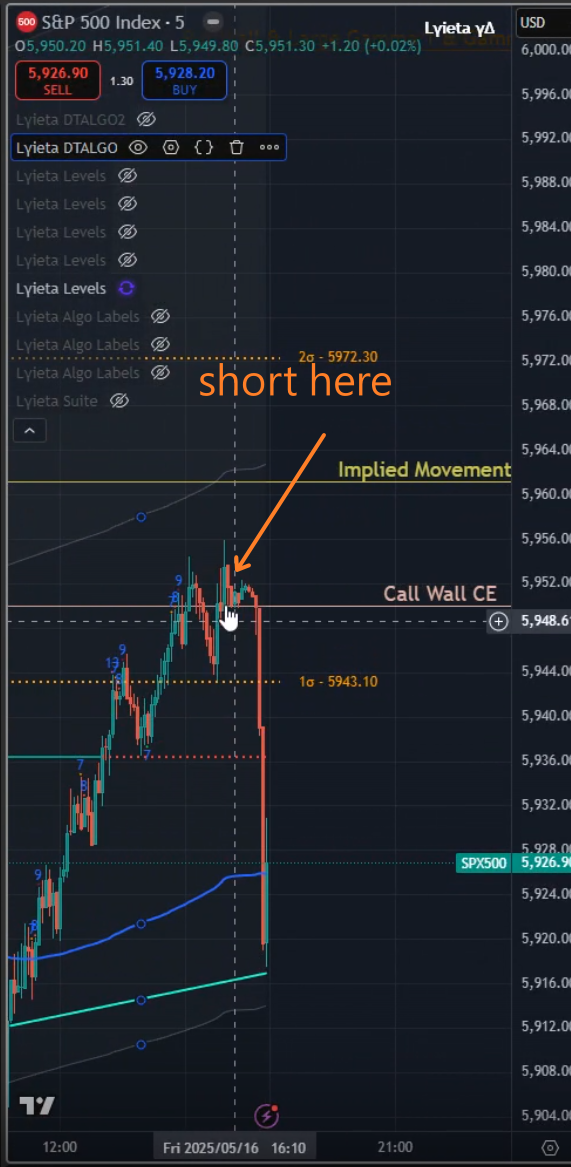 500 S&P 500 Index · 5
Lyieta γΔ
USD
O5,950.20 H5,951.40 L5,949.80 C5,951.30 +1.20 (+0.02%)
5,926.90
SELL
1.30
5,928.20
BUY
Lyieta DTALGO2
Lyieta DTALGO
Lyieta Levels
Lyieta Levels
Lyieta Levels
Lyieta Levels
Lyieta Levels
Lyieta Algo Labels
Lyieta Algo Labels
Lyieta Algo Labels
Lyieta Suite
2σ - 5972.30
short here
Implied Movement
Call Wall CE
1σ - 5943.10
9
7
8
9
13
9
7
8
7
8
9
SPX500
6,000.00
5,996.00
5,992.00
5,988.00
5,984.00
5,980.00
5,976.00
5,972.00
5,968.00
5,964.00
5,960.00
5,956.00
5,952.00
5,948.6
5,944.00
5,940.00
5,936.00
5,932.00
5,928.00
5,926.90
5,924.00
5,920.00
5,916.00
5,912.00
5,908.00
5,904.00
12:00
Fri 2025/05/16 16:10
21:00